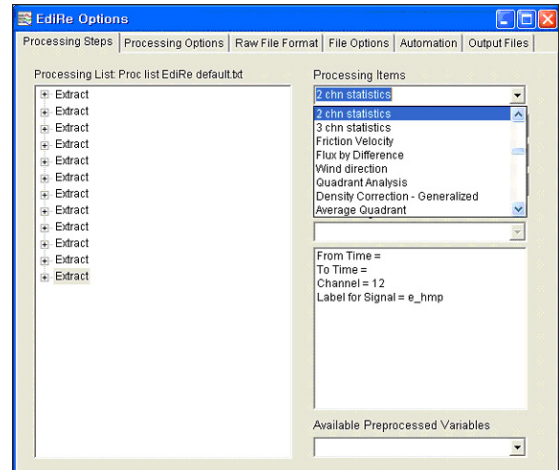 EdiRe Options
Processing Steps Processing Options Raw File Format File Options Automation Output Files
Processing List: Proc list EdiRe default.txt
Extract
Extract
Extract
Extract
Extract
Extract
Extract
Extract
Extract
Extract
Extract
Extract
Processing Items
2 chn statistics
2 chn statistics
3 chn statistics
Friction Velocity
Flux by Difference
Wind direction
Quadrant Analysis
Density Correction - Generalized
Average Quadrant
From Time =
To Time =
Channel = 12
Label for Signal = e_hmp
Available Preprocessed Variables